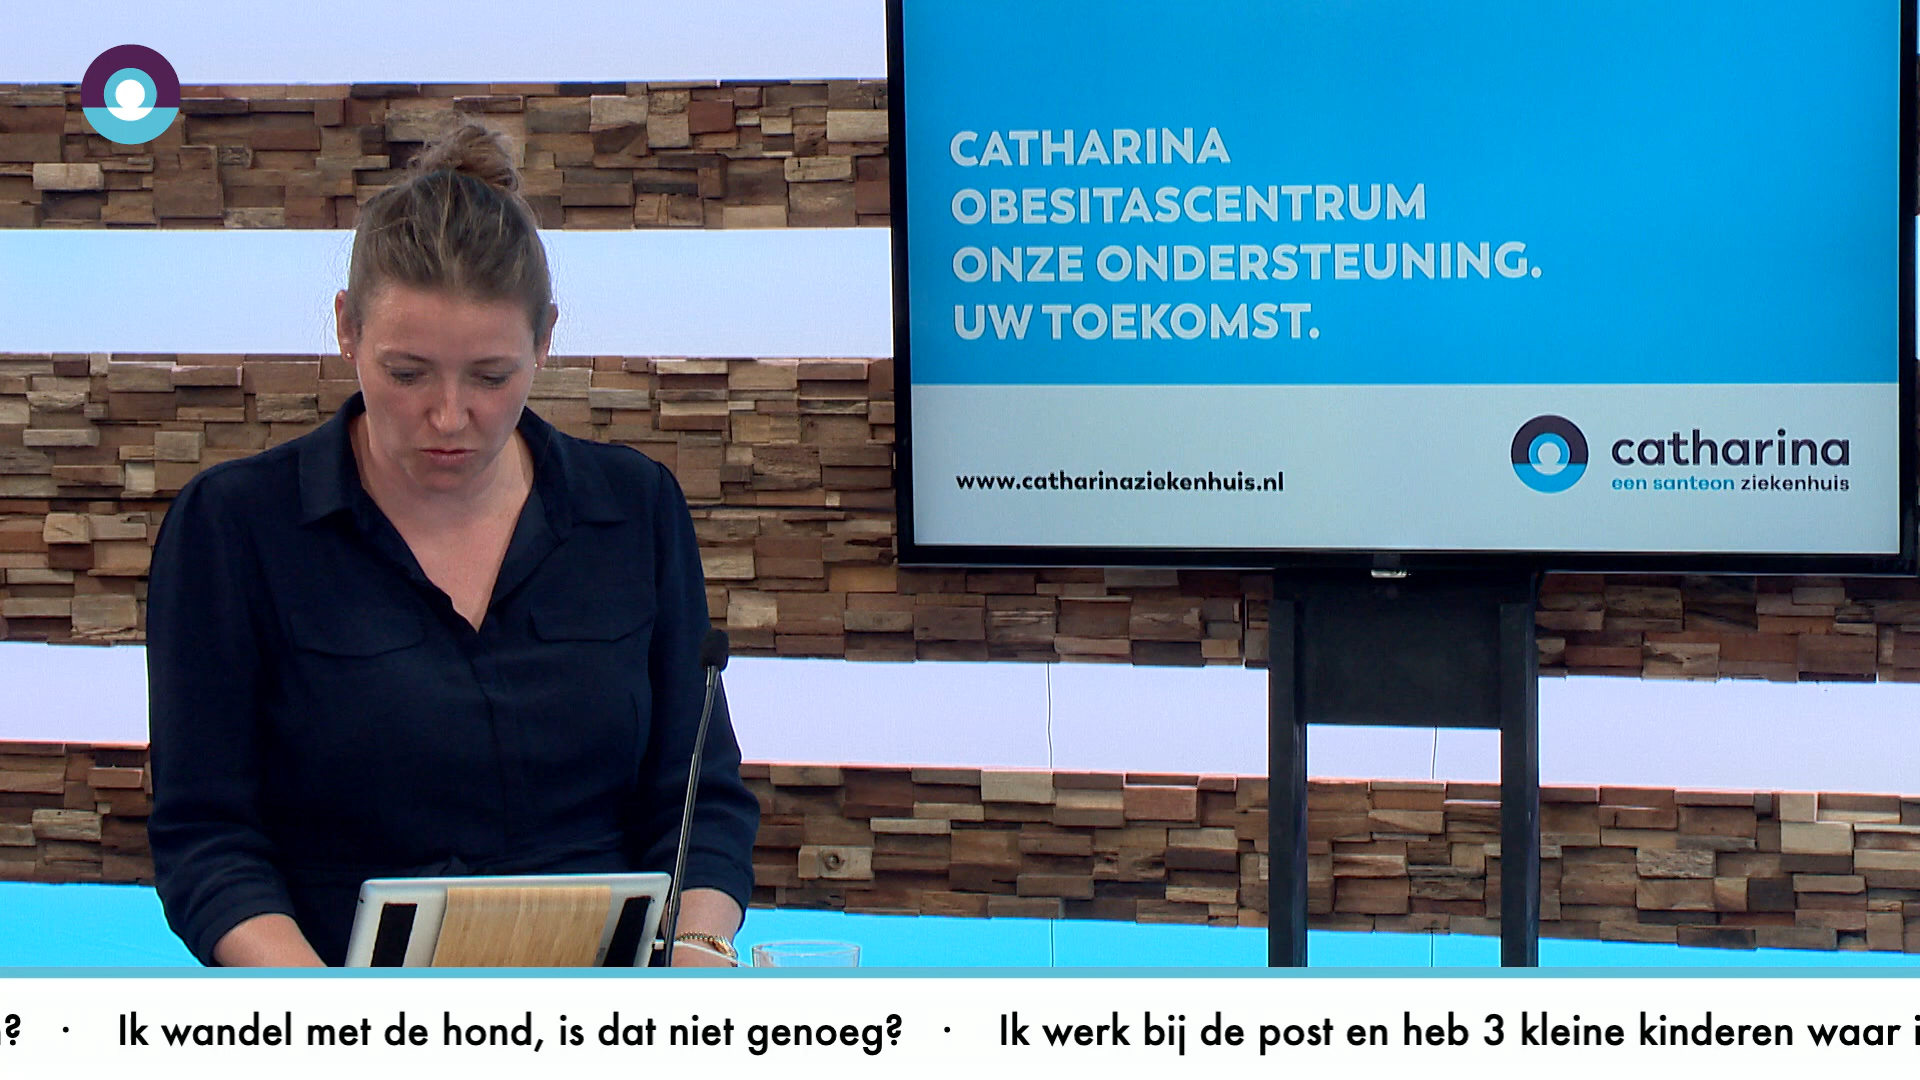 CATHARINA
OBESITASCENTRUM
ONZE ONDERSTEUNING.
UW TOEKOMST.
www.catharinaziekenhuis.nl
catharina
een santeon ziekenhuis
? · Ik wandel met de hond, is dat niet genoeg? · Ik werk bij de post en heb 3 kleine kinderen waar